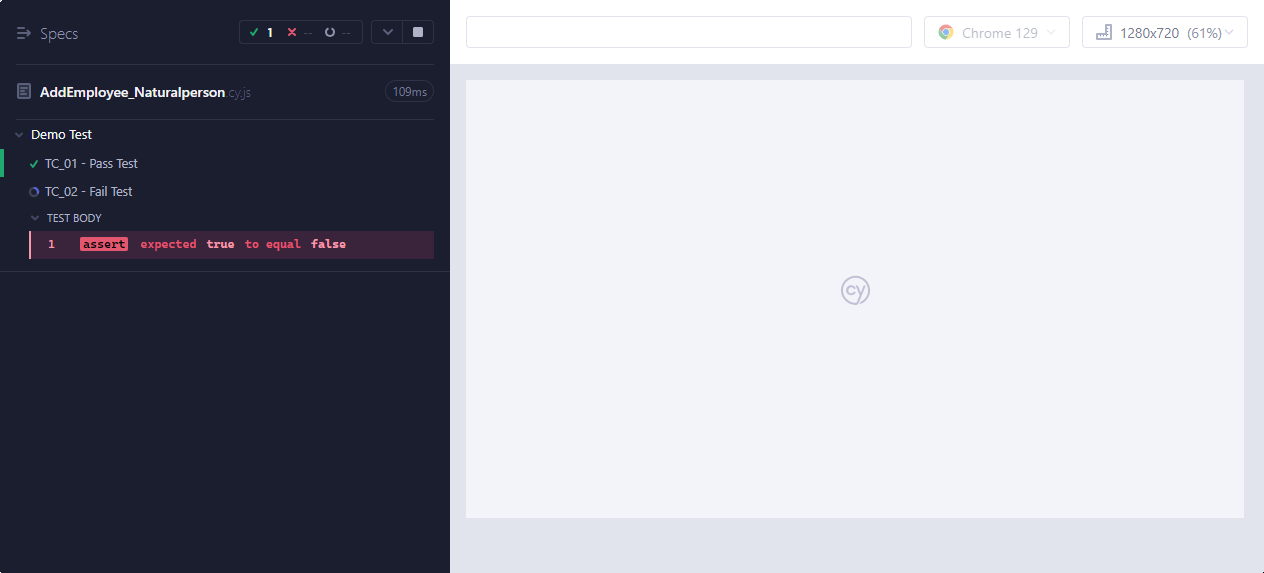 Specs
1 -- --
Chrome 129
1280x720 (61%)
AddEmployee_Naturalperson.cy.js
109ms
Demo Test
TC_01 - Pass Test
TC_02 - Fail Test
TEST BODY
1 assert expected true to equal false
cy